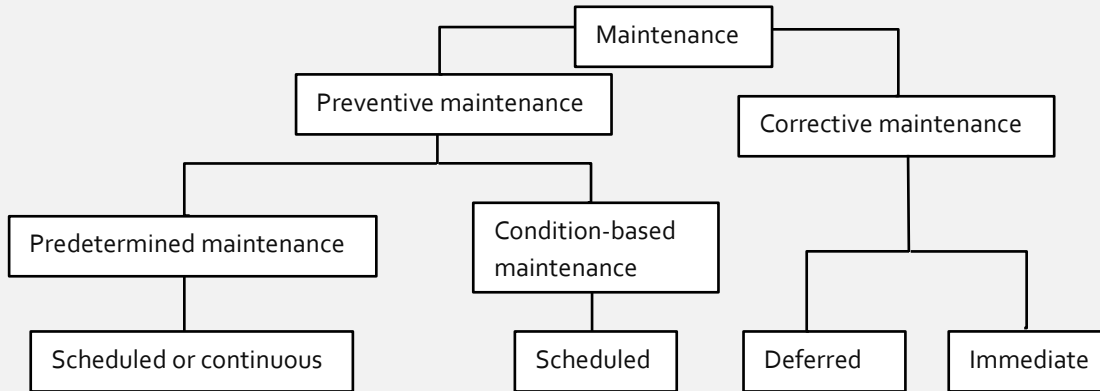 Maintenance
Preventive maintenance
Corrective maintenance
Predetermined maintenance
Condition-based
maintenance
Scheduled or continuous
Scheduled
Deferred
Immediate